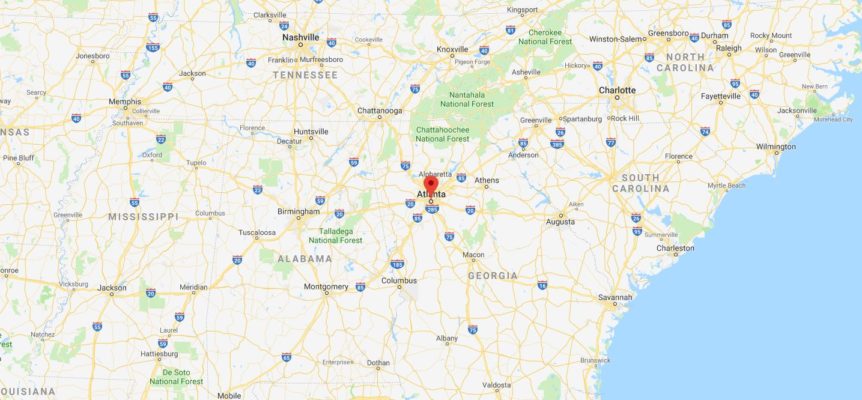 Clarksville
Kingsport
Nashville
Cookeville
Cherokee
National Forest
Winston-Salem
Greensboro
Durham
Rocky Mount
Raleigh
Wilson
Greenville
Jonesboro
Franklin
Murfreesboro
Knoxville
Pigeon Forge
NORTH
CAROLINA
Jackson
TENNESSEE
Asheville
Hickory
Searcy
Memphis
Collierville
Southaven
Nantahala
National Forest
Charlotte
Fayetteville
New Bern
Chattanooga
Jacksonville
Morehead City
Huntsville
Florence
Decatur
Chattahoochee
National Forest
Greenville
Spartanburg
Rock Hill
Wilmington
Pine Bluff
Oxford
Tupelo
Anderson
Florence
Alpharetta
Athens
SOUTH
CAROLINA
Myrtle Beach
Atlanta
Greenville
Columbus
MISSISSIPPI
Birmingham
Talladega
National Forest
Tuscaloosa
Augusta
Aiken
Summerville
Charleston
ALABAMA
Macon
GEORGIA
Monroe
Vicksburg
Jackson
Meridian
Montgomery
Columbus
Savannah
Natchez
Laurel
Hattiesburg
De Soto
National Forest
Albany
Enterprise
Dothan
Brunswick
Valdosta
OUISIANA